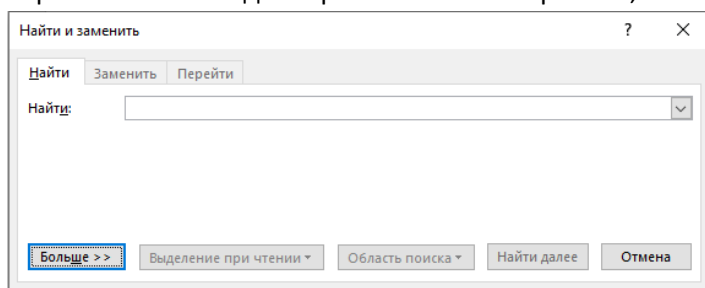 Найти и заменить ? ×
Найти Заменить Перейти
Найти:
Больше >> Выделение при чтении Область поиска Найти далее Отмена